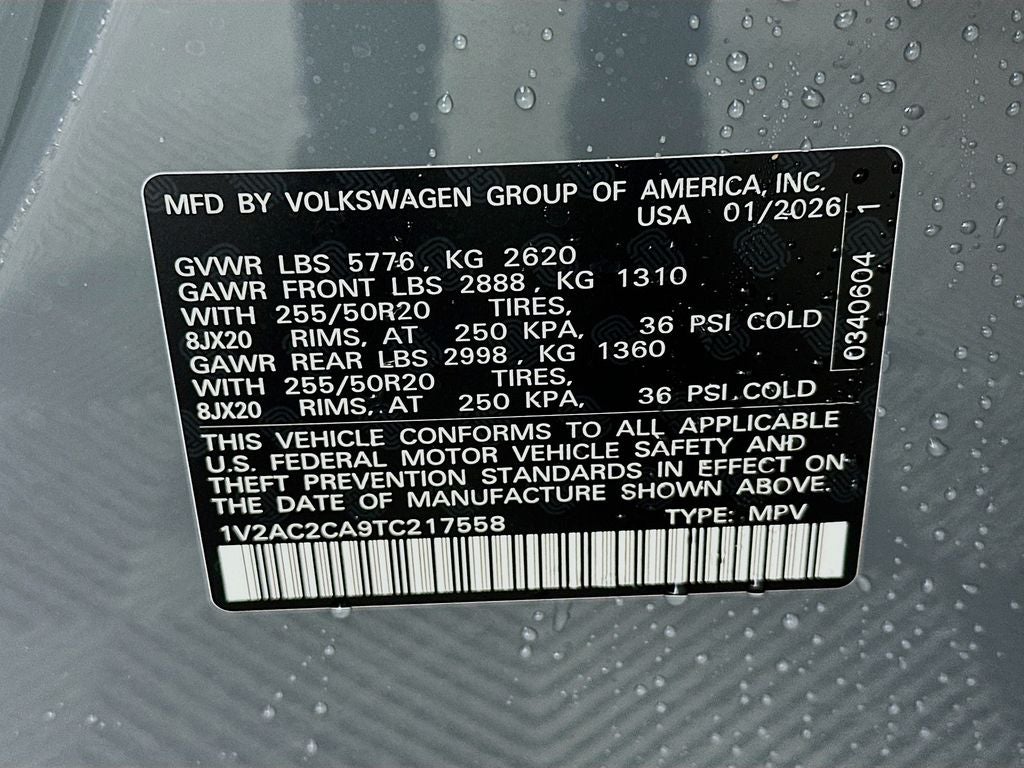 MFD BY VOLKSWAGEN GROUP OF AMERICA, INC.
USA 01/2026
GVWR LBS 5776, KG 2620
GAWR FRONT LBS 2888, KG 1310
WITH 255/50R20 TIRES,
8JX20 RIMS, AT 250 KPA, 36 PSI COLD
GAWR REAR LBS 2998, KG 1360
WITH 255/50R20 TIRES,
8JX20 RIMS, AT 250 KPA, 36 PSI COLD
THIS VEHICLE CONFORMS TO ALL APPLICABLE
U.S. FEDERAL MOTOR VEHICLE SAFETY AND
THEFT PREVENTION STANDARDS IN EFFECT ON
THE DATE OF MANUFACTURE SHOWN ABOVE.
1V2AC2CA9TC217558 TYPE: MPV
0340604 1